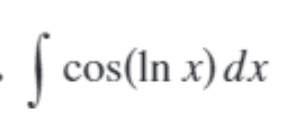 . ∫ cos(ln x) dx